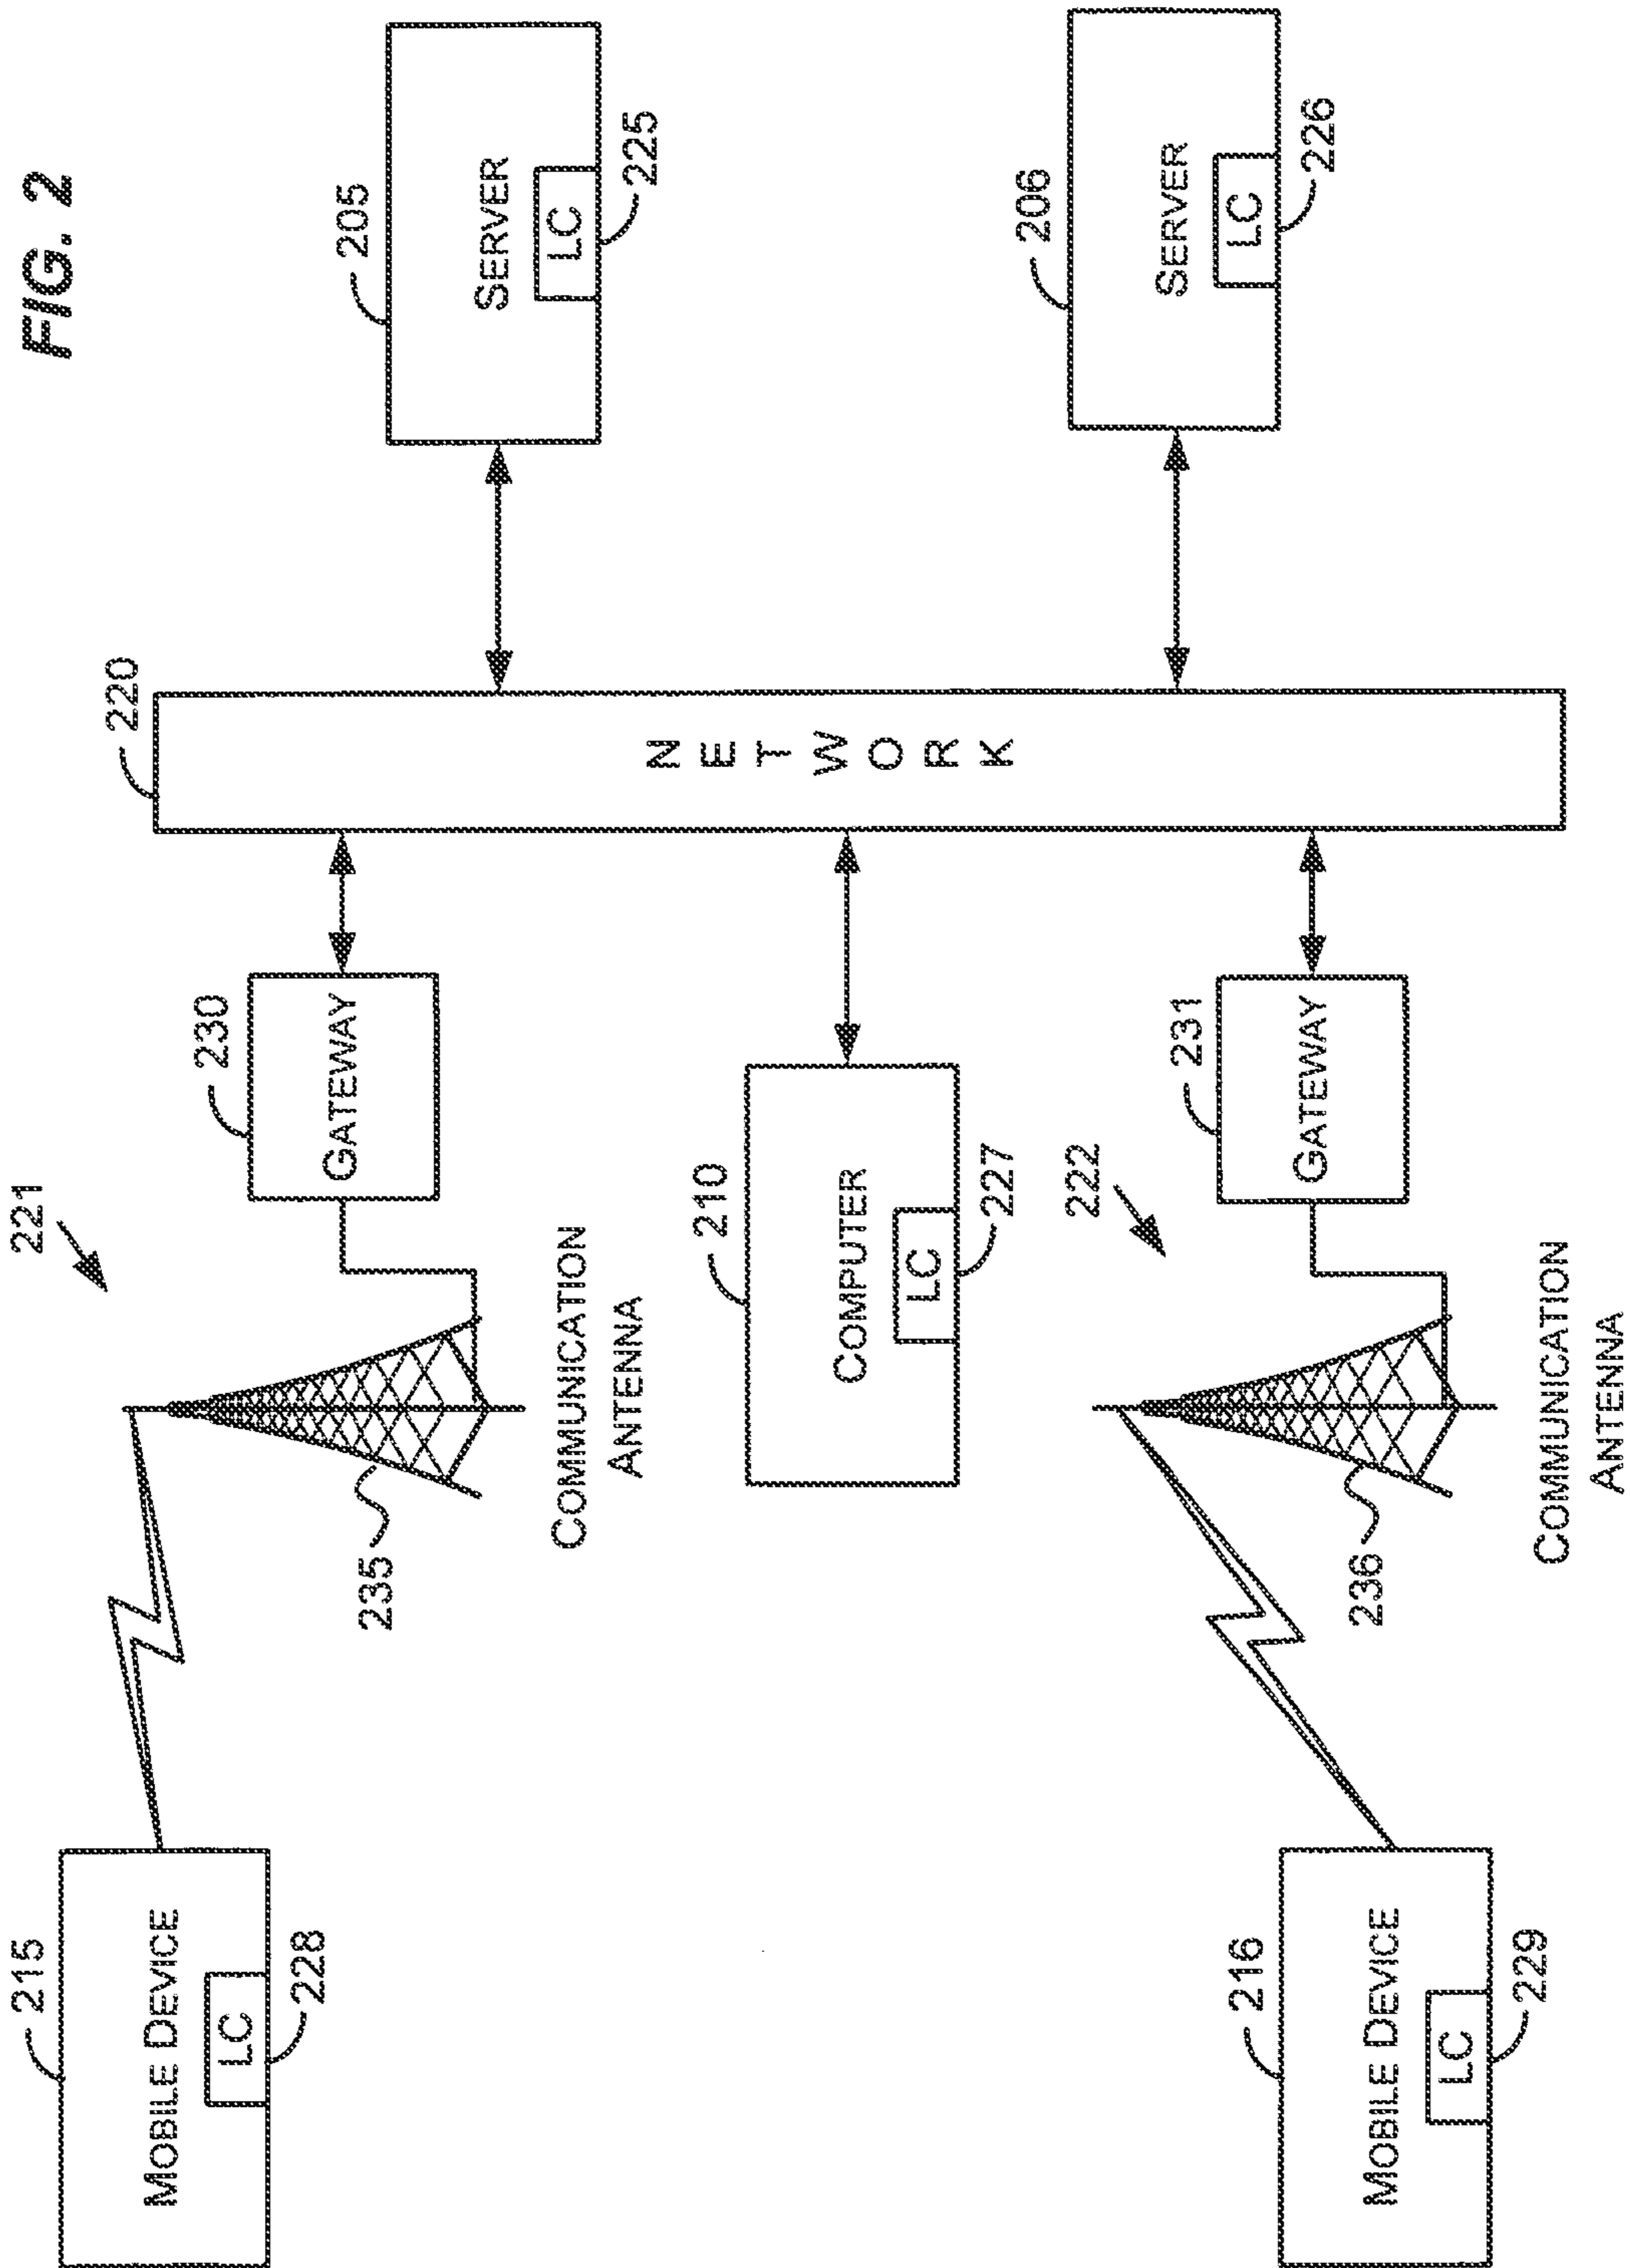 FIG. 2
215
MOBILE DEVICE
LC
228
221
235
COMMUNICATION
ANTENNA
230
GATEWAY
220
NETWORK
205
SERVER
LC
225
210
COMPUTER
LC
227
206
SERVER
LC
226
216
MOBILE DEVICE
LC
229
222
236
COMMUNICATION
ANTENNA
231
GATEWAY